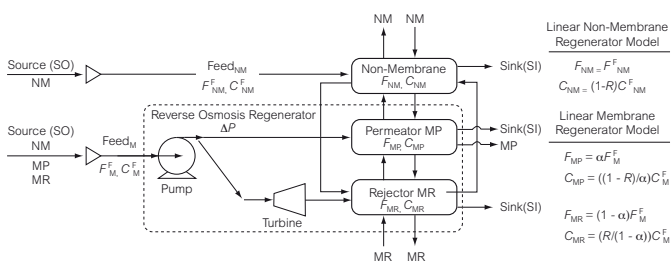 NM
NM
Linear Non-Membrane
Regenerator Model
Source (SO)
NM
Feed_NM
F^F_NM, C^F_NM
Non-Membrane
F_NM, C_NM
Sink(SI)
F_NM = F^F_NM
C_NM = (1-R)C^F_NM
Reverse Osmosis Regenerator
ΔP
Source (SO)
NM
MP
MR
Feed_M
F^F_M, C^F_M
Pump
Turbine
Permeator MP
F_MP, C_MP
Sink(SI)
MP
Rejector MR
F_MR, C_MR
Sink(SI)
MR
MR
Linear Membrane
Regenerator Model
F_MP = αF^F_M
C_MP = ((1 - R)/α)C^F_M
F_MR = (1 - α)F^F_M
C_MR = (R/(1 - α))C^F_M